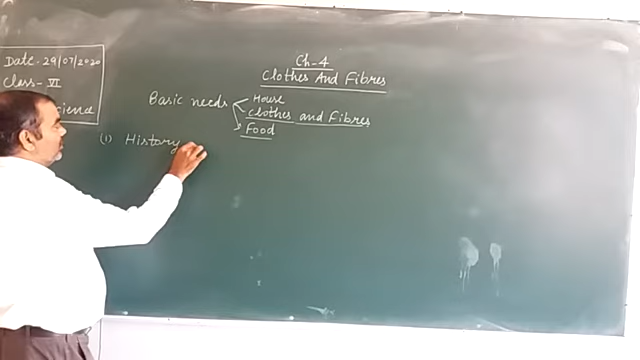 Date- 29/07/2020
Class- VI
Science
Ch-4
Clothes And Fibres
Basic needs
House
Clothes and Fibres
Food
(1) History